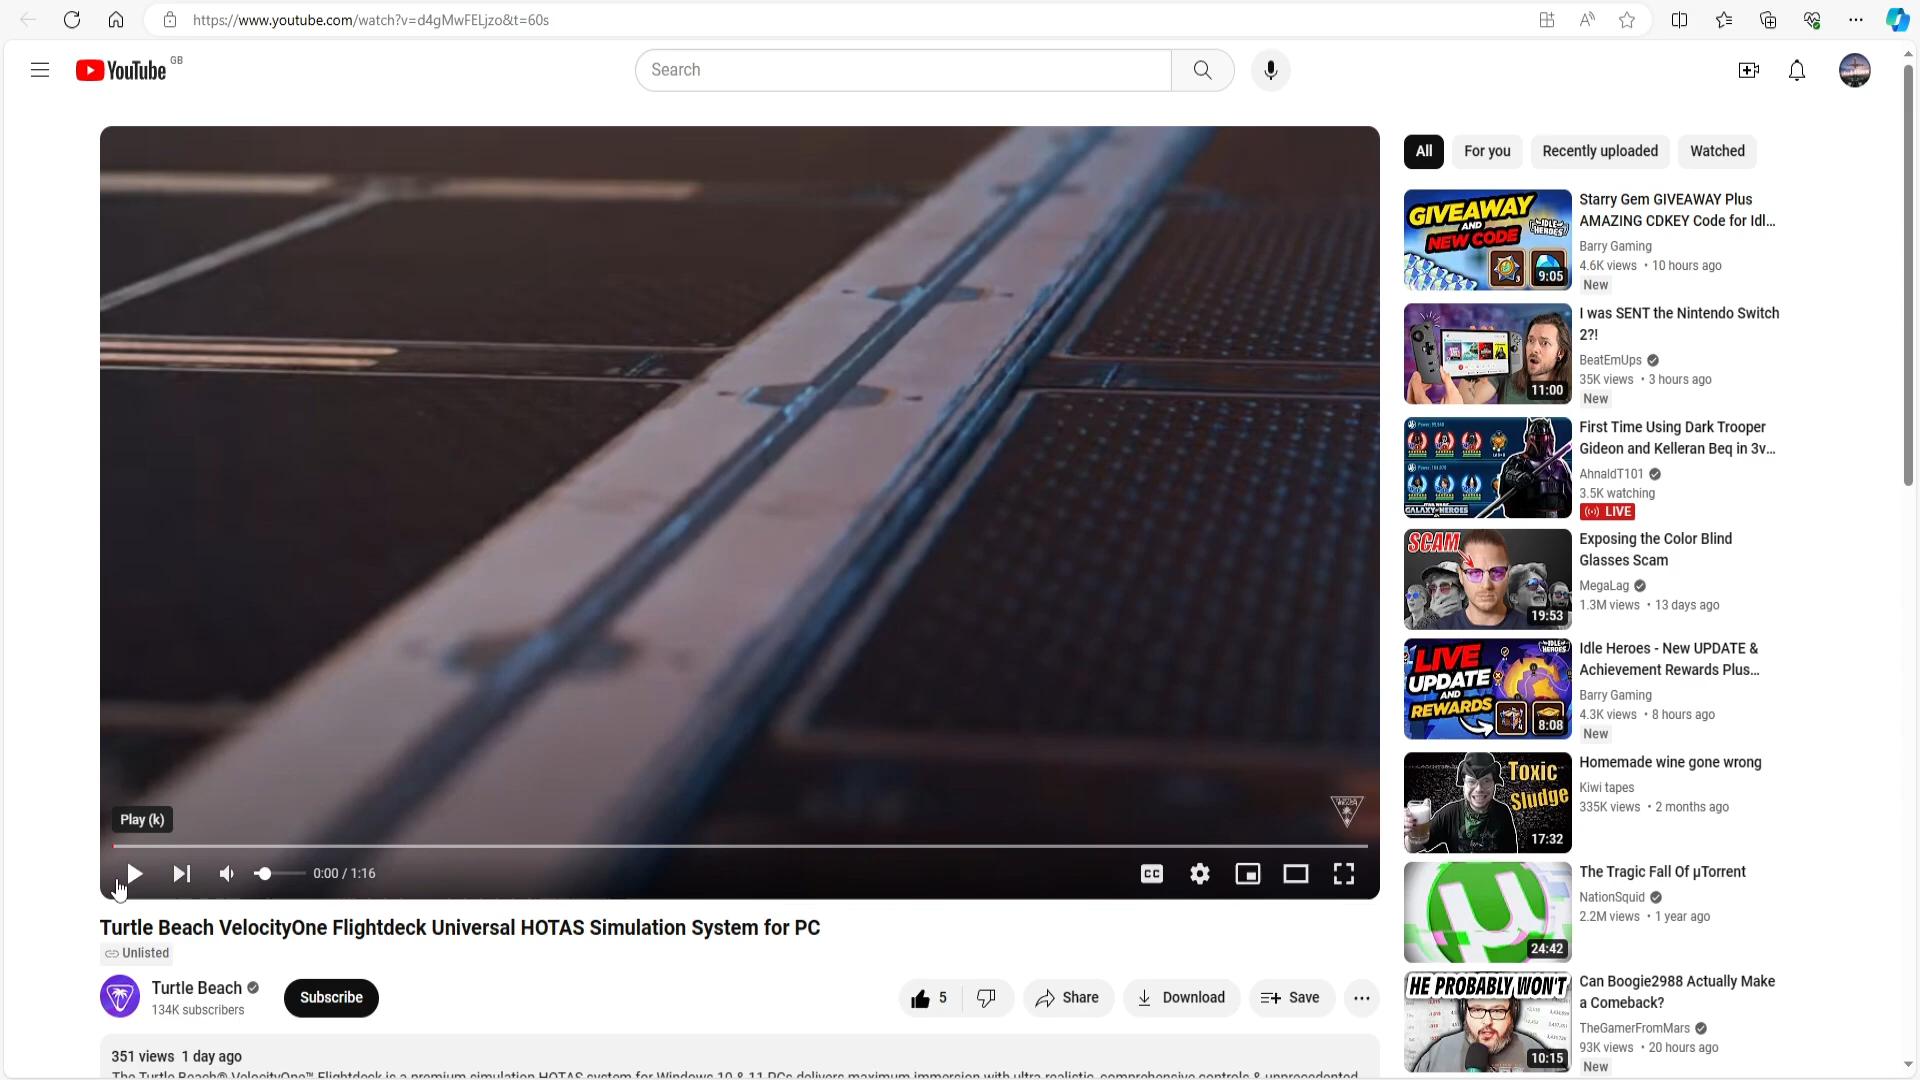 https://www.youtube.com/watch?v=d4gMwFELjzo&t=60s
YouTube GB
Search
All
For you
Recently uploaded
Watched
GIVEAWAY
AND
NEW CODE
IDLE HEROES
9:05
Starry Gem GIVEAWAY Plus
AMAZING CDKEY Code for Idl...
Barry Gaming
4.6K views • 10 hours ago
New
11:00
I was SENT the Nintendo Switch
2?!
BeatEmUps
35K views • 3 hours ago
New
GALAXY HEROES
First Time Using Dark Trooper
Gideon and Kelleran Beq in 3v...
AhnaldT101
3.5K watching
LIVE
SCAM
19:53
Exposing the Color Blind
Glasses Scam
MegaLag
1.3M views • 13 days ago
LIVE
UPDATE
AND
REWARDS
IDLE HEROES
8:08
Idle Heroes - New UPDATE &
Achievement Rewards Plus...
Barry Gaming
4.3K views • 8 hours ago
New
Toxic
Sludge
17:32
Homemade wine gone wrong
Kiwi tapes
335K views • 2 months ago
24:42
The Tragic Fall Of µTorrent
NationSquid
2.2M views • 1 year ago
HE PROBABLY WON'T
10:15
Can Boogie2988 Actually Make
a Comeback?
TheGamerFromMars
93K views • 20 hours ago
New
Play (k)
0:00 / 1:16
CC
Turtle Beach VelocityOne Flightdeck Universal HOTAS Simulation System for PC
Unlisted
Turtle Beach
134K subscribers
Subscribe
5
Share
Download
Save
351 views 1 day ago
The Turtle Beach® VelocityOne™ Flightdeck is a premium simulation HOTAS system for Windows 10 & 11 PCs delivers maximum immersion with ultra-realistic, comprehensive controls & unprecedented